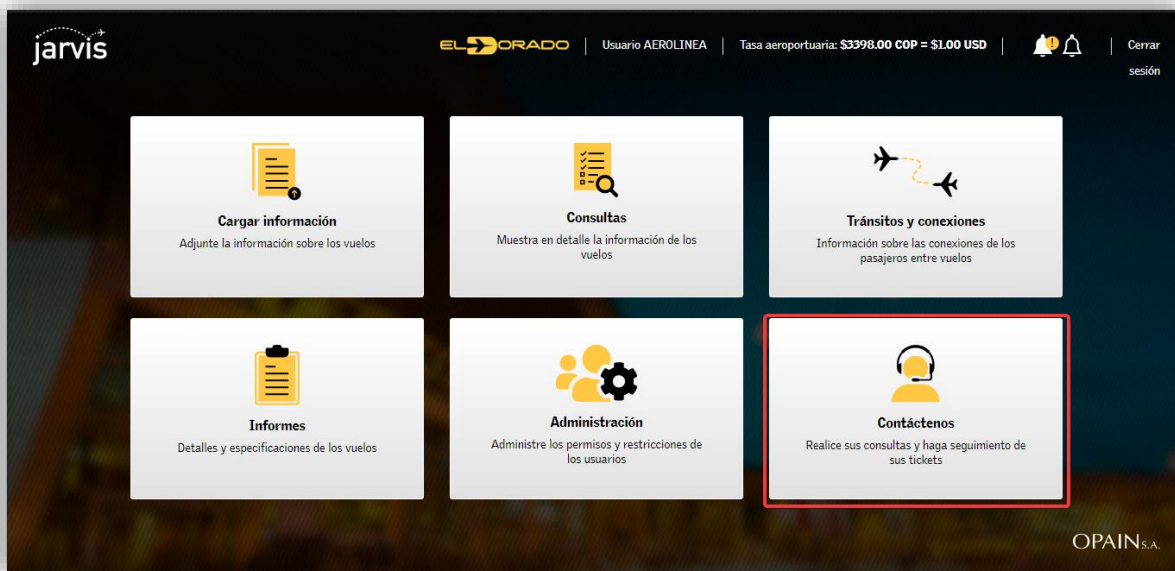 jarvis
EL DORADO | Usuario AEROLINEA | Tasa aeroportuaria: $3398.00 COP = $1.00 USD | | Cerrar
sesión
Cargar información
Adjunte la información sobre los vuelos
Consultas
Muestra en detalle la información de los
vuelos
Tránsitos y conexiones
Información sobre las conexiones de los
pasajeros entre vuelos
Informes
Detalles y especificaciones de los vuelos
Administración
Administre los permisos y restricciones de
los usuarios
Contáctenos
Realice sus consultas y haga seguimiento de
sus tickets
OPAIN S.A.